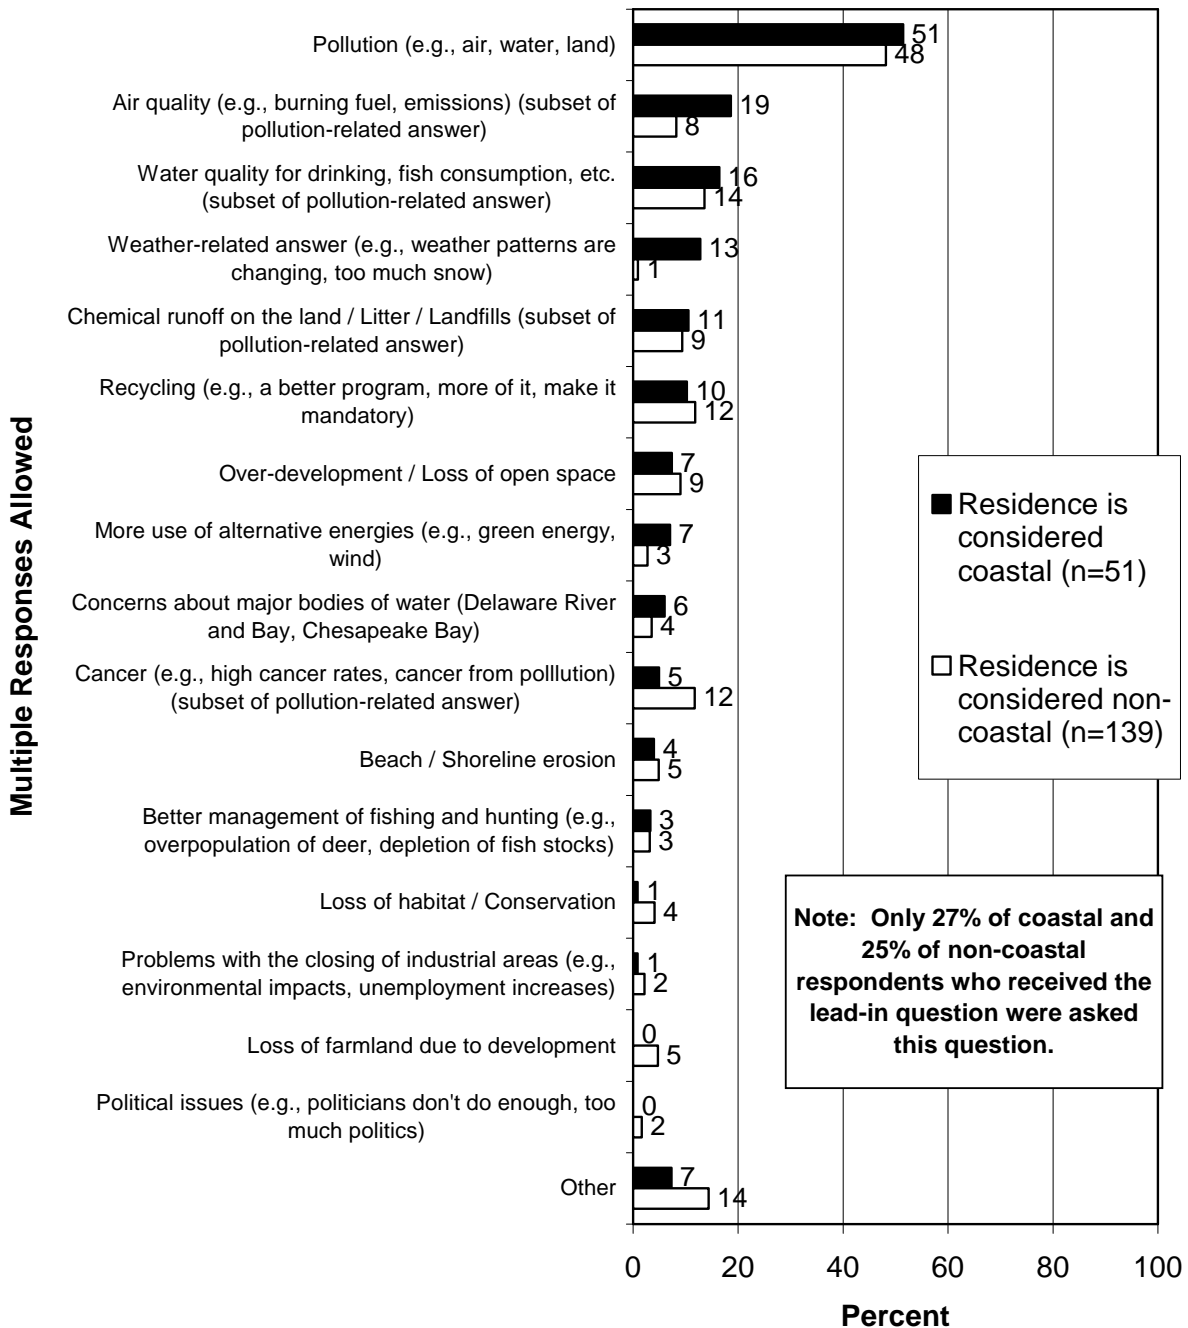 Multiple Responses Allowed
Pollution (e.g., air, water, land)
51
48
Air quality (e.g., burning fuel, emissions) (subset of
pollution-related answer)
19
8
Water quality for drinking, fish consumption, etc.
(subset of pollution-related answer)
16
14
Weather-related answer (e.g., weather patterns are
changing, too much snow)
13
1
Chemical runoff on the land / Litter / Landfills (subset of
pollution-related answer)
11
9
Recycling (e.g., a better program, more of it, make it
mandatory)
10
12
Over-development / Loss of open space
7
9
More use of alternative energies (e.g., green energy,
wind)
7
3
Concerns about major bodies of water (Delaware River
and Bay, Chesapeake Bay)
6
4
Cancer (e.g., high cancer rates, cancer from polllution)
(subset of pollution-related answer)
5
12
Beach / Shoreline erosion
4
5
Better management of fishing and hunting (e.g.,
overpopulation of deer, depletion of fish stocks)
3
3
Loss of habitat / Conservation
1
4
Problems with the closing of industrial areas (e.g.,
environmental impacts, unemployment increases)
1
2
Loss of farmland due to development
0
5
Political issues (e.g., politicians don't do enough, too
much politics)
0
2
Other
7
14
Residence is
considered
coastal (n=51)
Residence is
considered non-
coastal (n=139)
Note: Only 27% of coastal and
25% of non-coastal
respondents who received the
lead-in question were asked
this question.
0 20 40 60 80 100
Percent